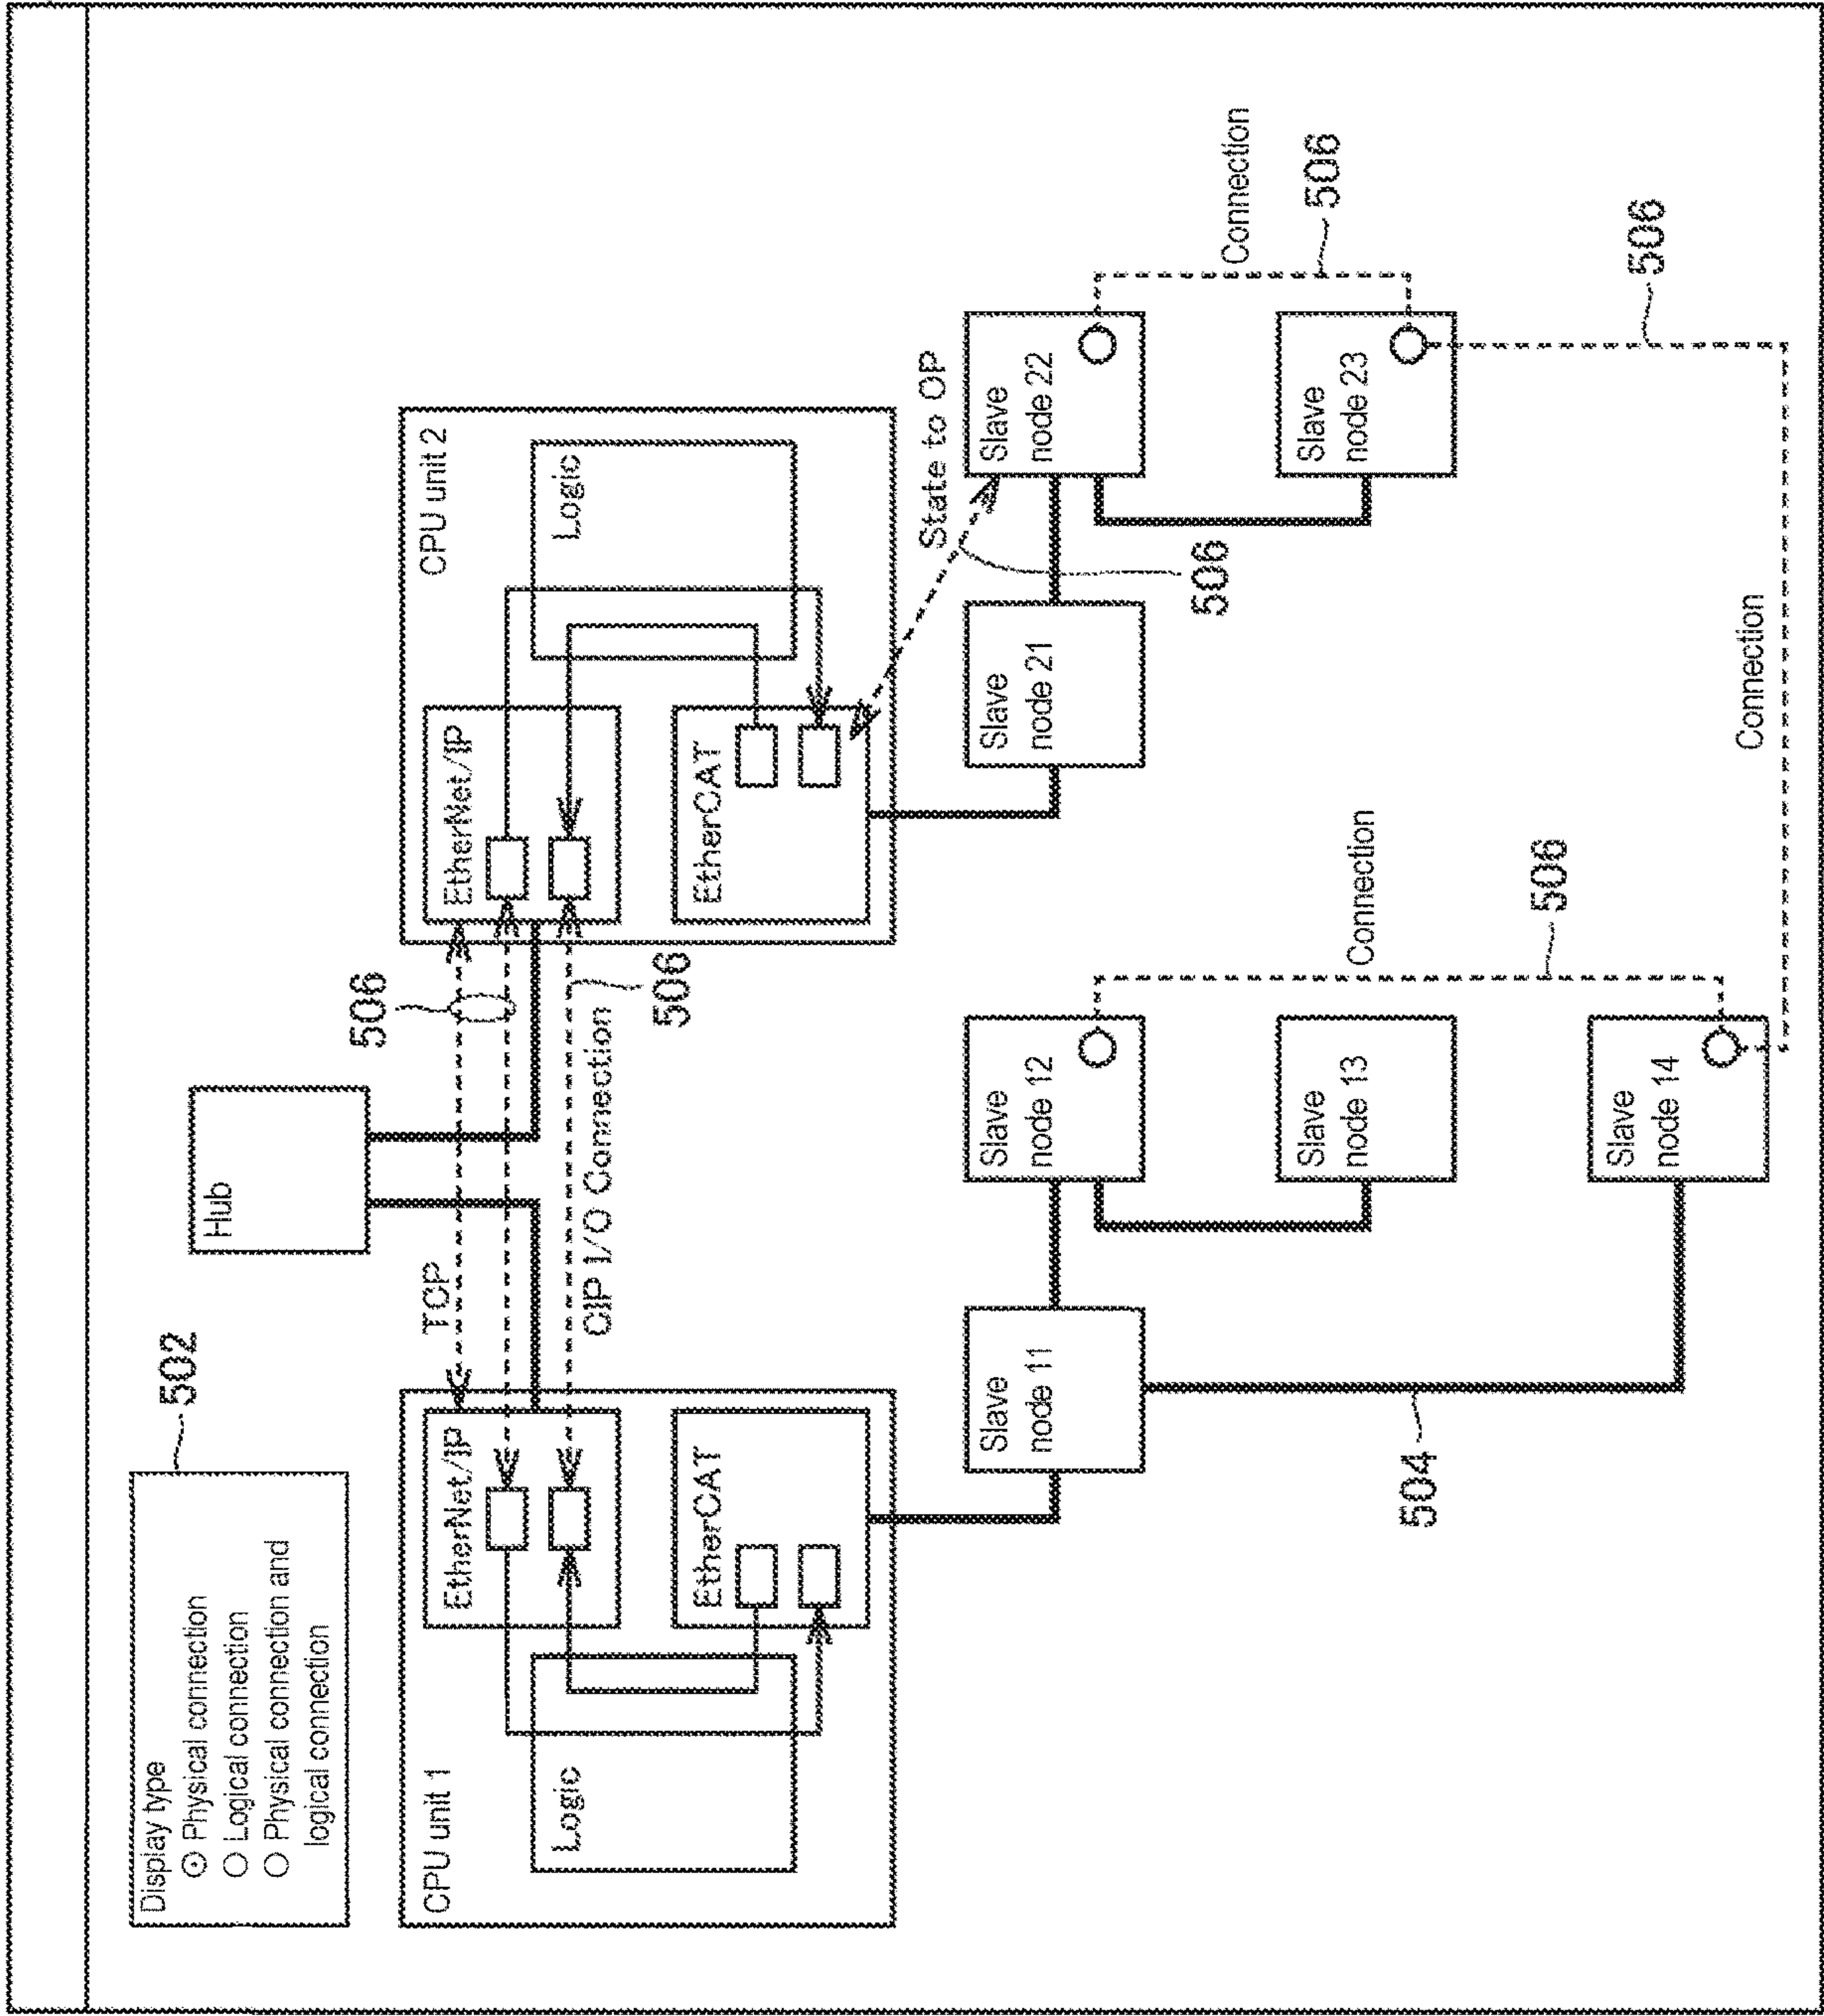 Display type
Physical connection
Logical connection
Physical connection and
logical connection
502
Hub
CPU unit 1
EtherNet/IP
Logic
EtherCAT
TCP
506
CIP I/O Connection
506
CPU unit 2
EtherNet/IP
Logic
EtherCAT
State to OP
506
Slave
node 11
Slave
node 12
Slave
node 13
Slave
node 14
504
Connection
506
Slave
node 21
Slave
node 22
Slave
node 23
Connection
506
Connection
506